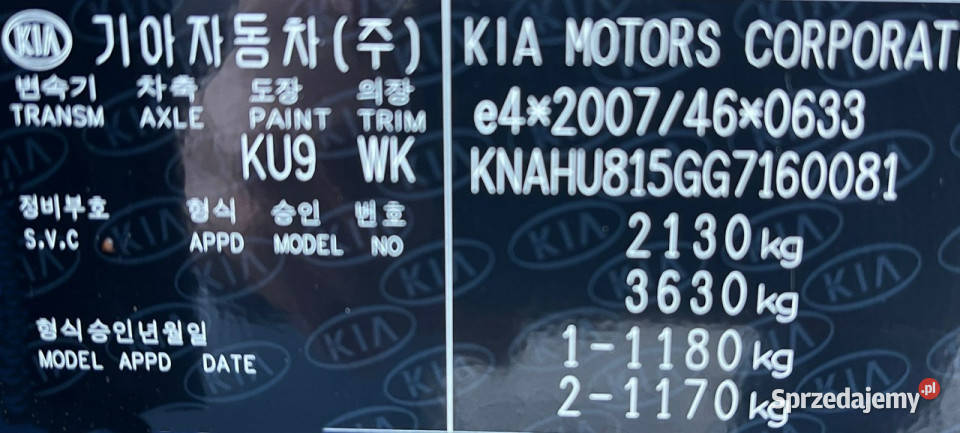 KIA 기아자동차(주)
변속기 차축 도장 의장
TRANSM AXLE PAINT TRIM
KU9 WK
정비부호 형식 승인 번호
S.V.C APPD MODEL NO
형식승인년월일
MODEL APPD DATE
KIA MOTORS CORPORATI
e4*2007/46*0633
KNAHU815GG7160081
2130kg
3630kg
1-1180kg
2-1170kg
Sprzedajemy.pl